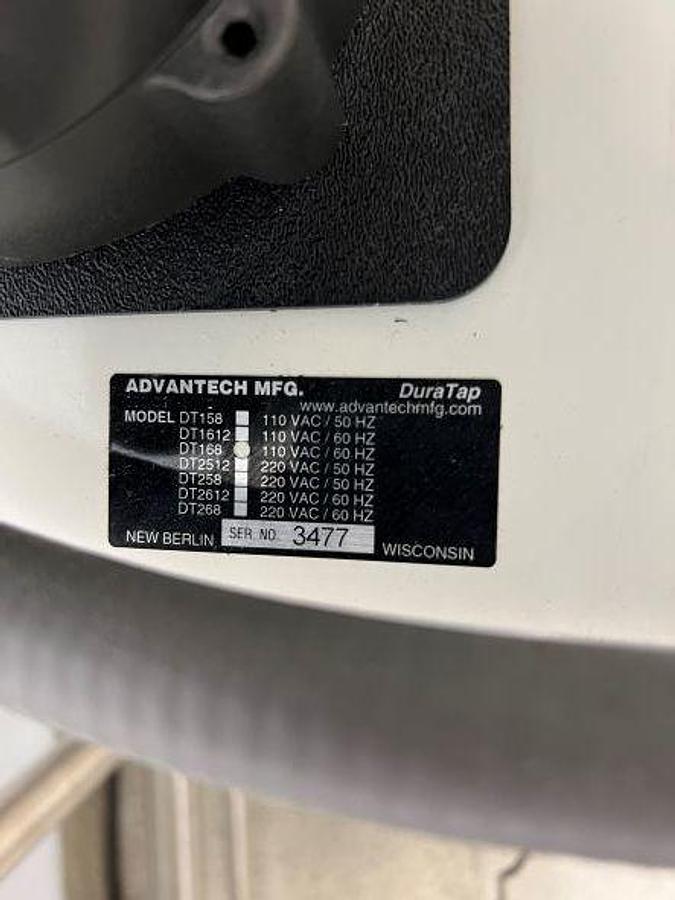 ADVANTECH MFG. DuraTap
www.advantechmfg.com
MODEL DT158 110 VAC / 50 HZ
DT1612 110 VAC / 60 HZ
DT168 110 VAC / 60 HZ
DT2512 220 VAC / 50 HZ
DT258 220 VAC / 50 HZ
DT2612 220 VAC / 60 HZ
DT268 220 VAC / 60 HZ
NEW BERLIN SER NO. 3477 WISCONSIN